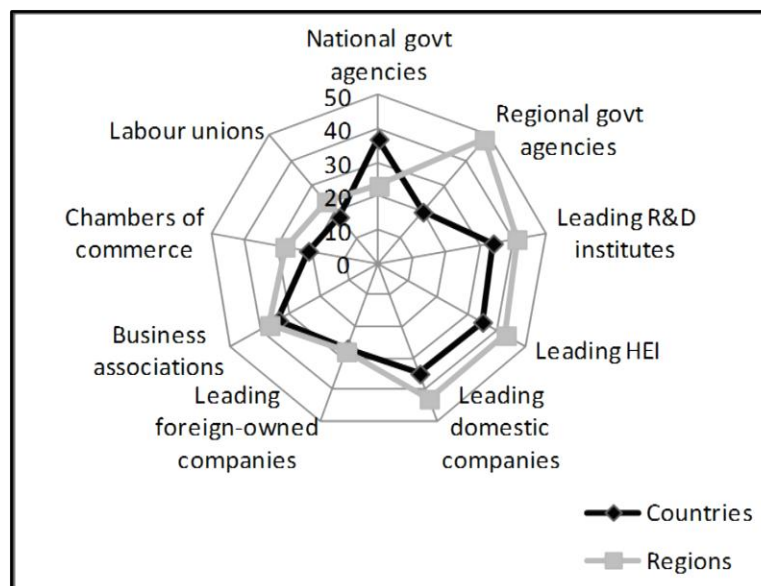 National govt
agencies
50
40
30
20
10
0
Regional govt
agencies
Leading R&D
institutes
Leading HEI
Leading
domestic
companies
Leading
foreign-owned
companies
Business
associations
Chambers of
commerce
Labour unions
Countries
Regions